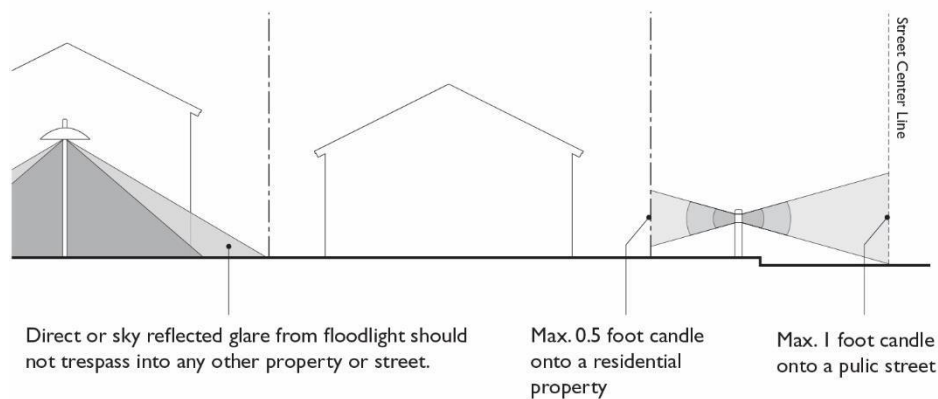 Street Center Line
Direct or sky reflected glare from floodlight should
not trespass into any other property or street.
Max. 0.5 foot candle
onto a residential
property
Max. 1 foot candle
onto a pulic street